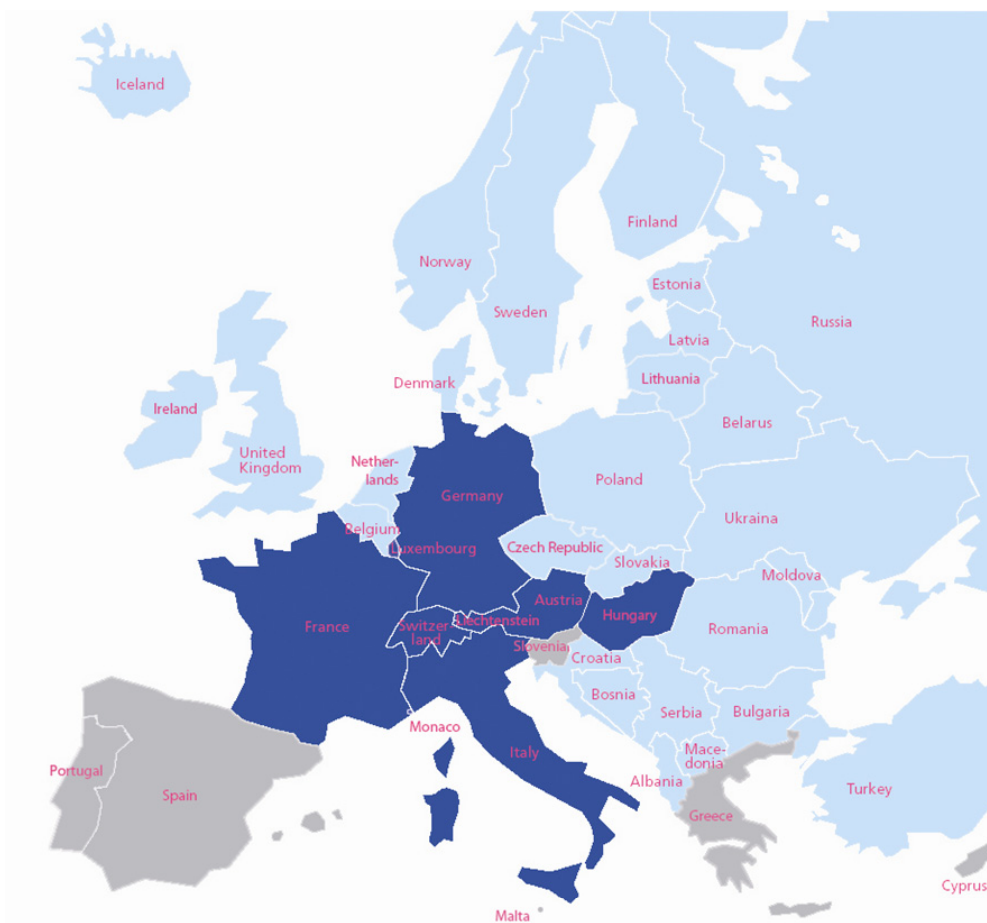 Iceland
Finland
Norway
Estonia
Sweden
Russia
Latvia
Lithuania
Denmark
Ireland
Belarus
United
Kingdom
Nether-
lands
Poland
Germany
Ukraine
Belgium
Luxembourg
Czech Republic
Slovakia
Moldova
Austria
Hungary
France
Switzer-
land
Liechtenstein
Romania
Slovenia
Croatia
Bosnia
Serbia
Bulgaria
Monaco
Italy
Mace-
donia
Portugal
Spain
Albania
Turkey
Greece
Cyprus
Malta